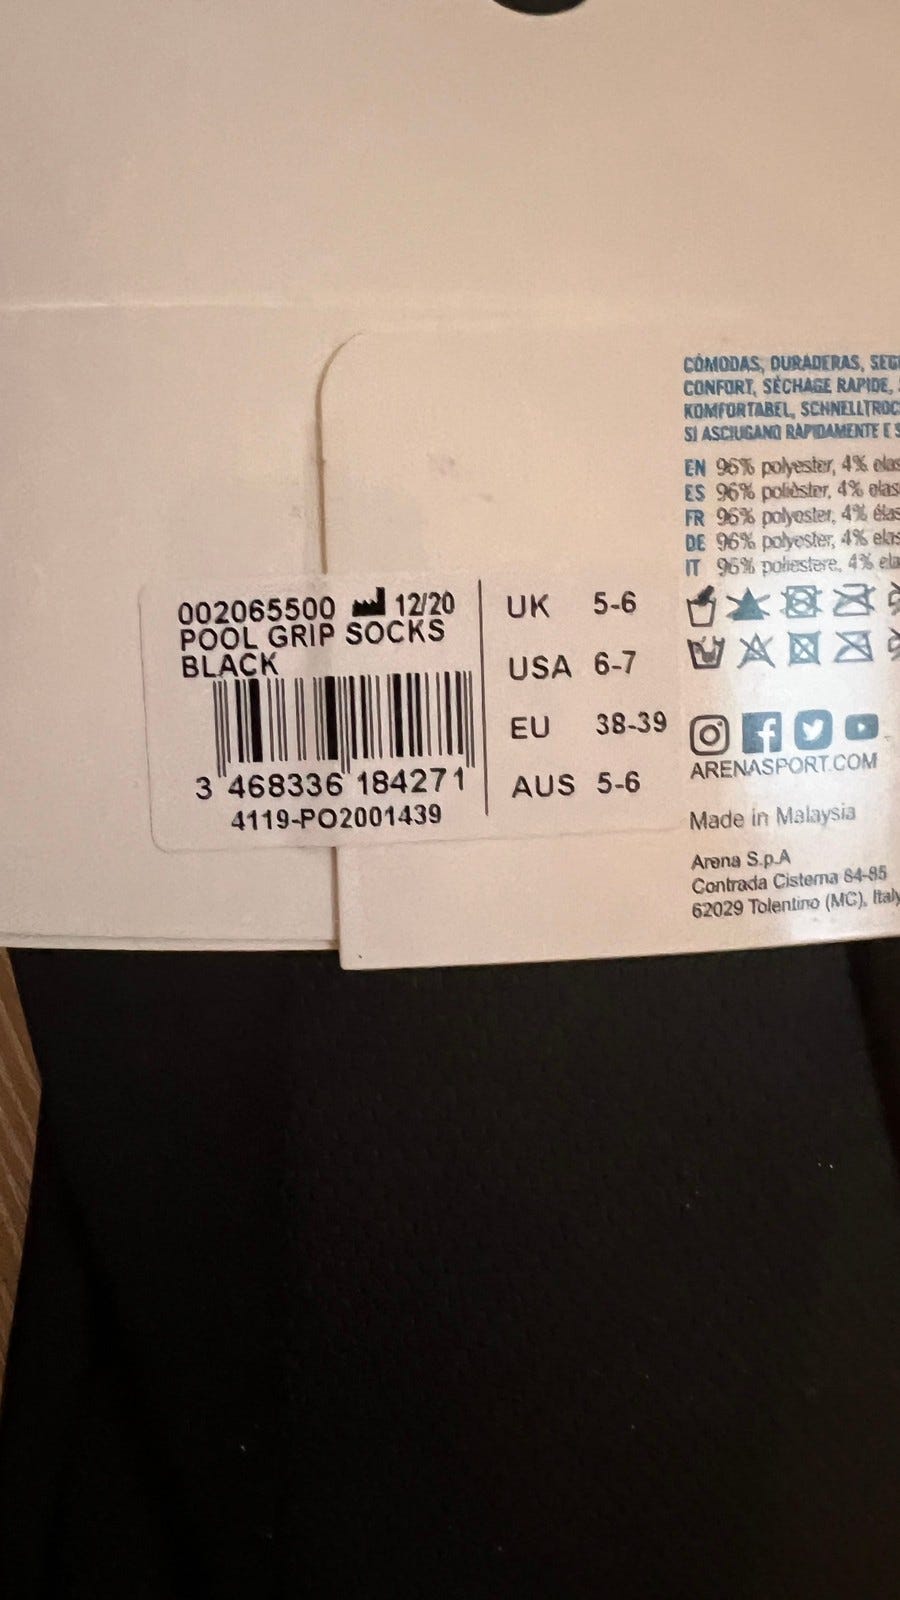 CÓMODAS, DURADERAS,
CONFORT, SÉCHAGE RAPIDE,
KOMFORTABEL,
SI ASCIUGANO RAPIDAMENTE E
EN 96% polyester, 4%
ES 96% poliéster, 4%
FR 96% polyester, 4%
DE 96% polyester, 4%
IT 96% poliestere, 4%
002065500 12/20
POOL GRIP SOCKS
BLACK
3 468336 184271
4119-PO2001439
UK 5-6
USA 6-7
EU 38-39
AUS 5-6
ARENASPORT.COM
Made in Malaysia
Arena S.p.A
Contrada Cisterna 84-85
62029 Tolentino (MC), Italy